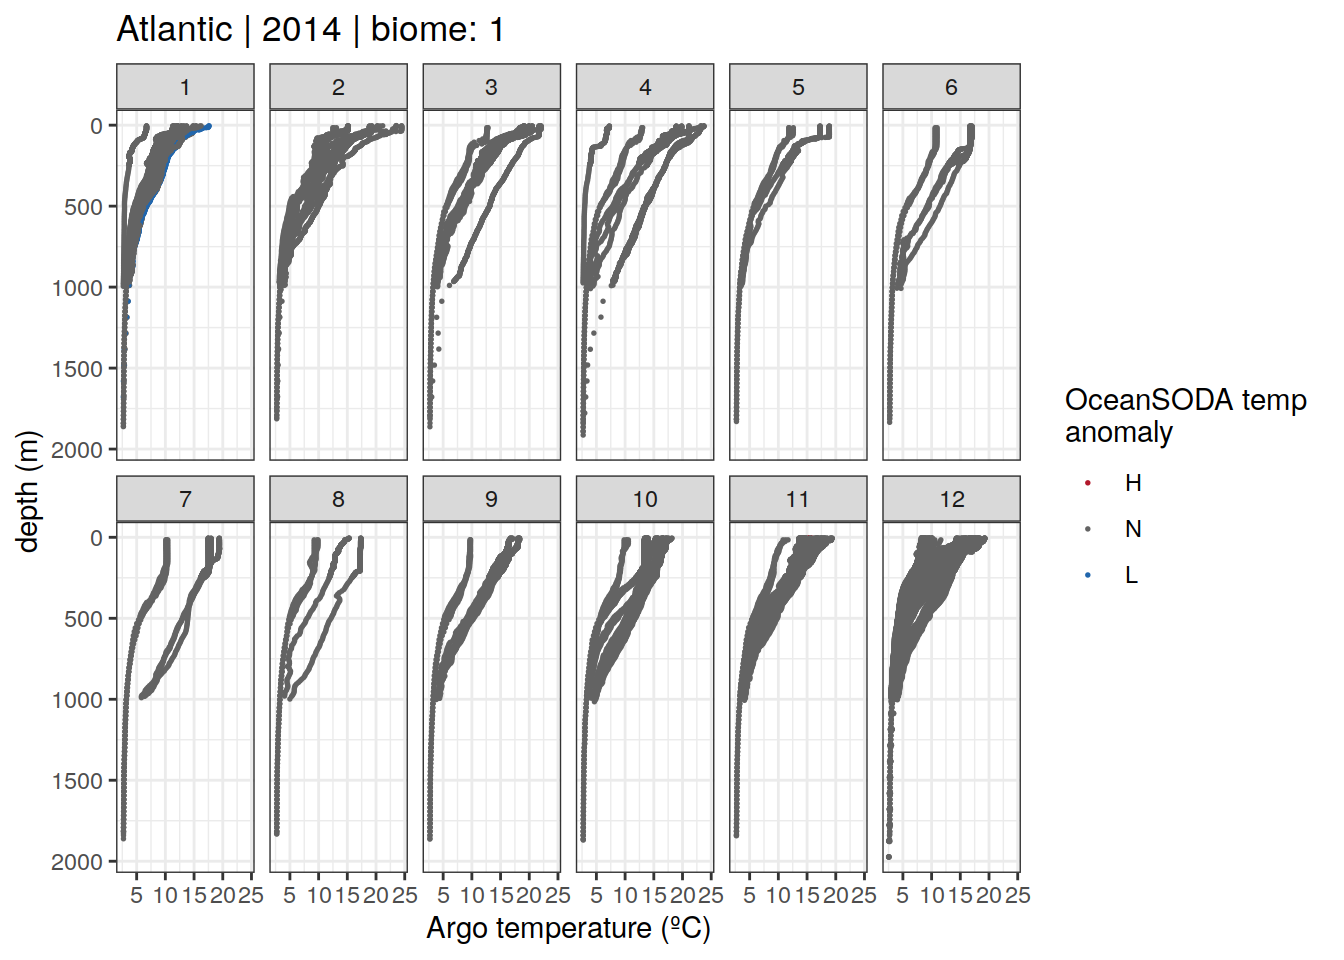 Atlantic | 2014 | biome: 1
1 2 3 4 5 6
0
500
1000
1500
2000
7 8 9 10 11 12
0
500
1000
1500
2000
5 10 15 20 25 5 10 15 20 25 5 10 15 20 25 5 10 15 20 25 5 10 15 20 25 5 10 15 20 25
Argo temperature (ºC)
depth (m)
OceanSODA temp
anomaly
H
N
L